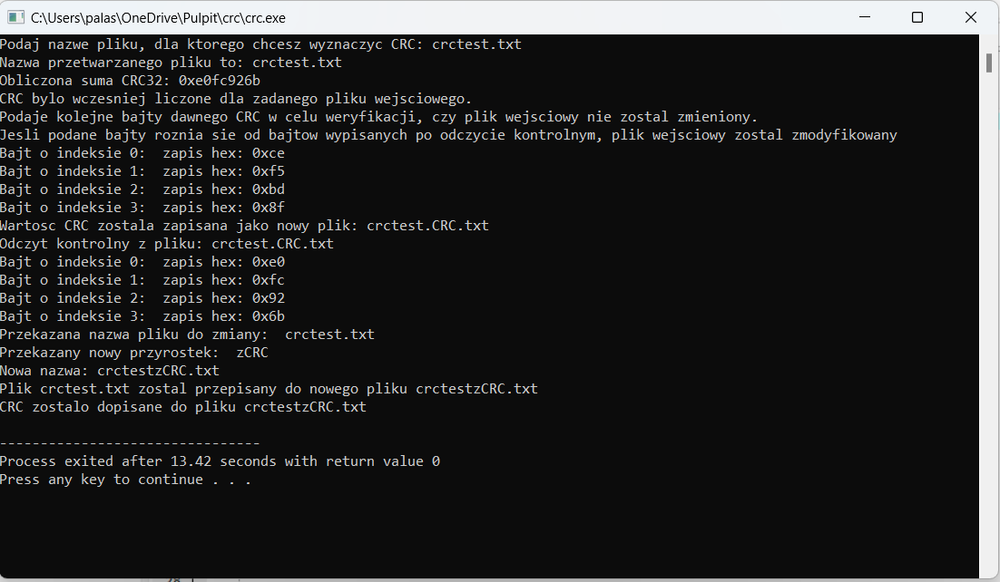 C:\Users\palas\OneDrive\Pulpit\crc\crc.exe
Podaj nazwe pliku, dla ktorego chcesz wyznaczyc CRC: crctest.txt
Nazwa przetwarzanego pliku to: crctest.txt
Obliczona suma CRC32: 0xe0fc926b
CRC bylo wczesniej liczone dla zadanego pliku wejsciowego.
Podaje kolejne bajty dawnego CRC w celu weryfikacji, czy plik wejsciowy nie zostal zmieniony.
Jesli podane bajty roznia sie od bajtow wypisanych po odczycie kontrolnym, plik wejsciowy zostal zmodyfikowany
Bajt o indeksie 0:  zapis hex: 0xce
Bajt o indeksie 1:  zapis hex: 0xf5
Bajt o indeksie 2:  zapis hex: 0xbd
Bajt o indeksie 3:  zapis hex: 0x8f
Wartosc CRC zostala zapisana jako nowy plik: crctest.CRC.txt
Odczyt kontrolny z pliku: crctest.CRC.txt
Bajt o indeksie 0:  zapis hex: 0xe0
Bajt o indeksie 1:  zapis hex: 0xfc
Bajt o indeksie 2:  zapis hex: 0x92
Bajt o indeksie 3:  zapis hex: 0x6b
Przekazana nazwa pliku do zmiany:  crctest.txt
Przekazany nowy przyrostek:  zCRC
Nowa nazwa: crctestzCRC.txt
Plik crctest.txt zostal przepisany do nowego pliku crctestzCRC.txt
CRC zostalo dopisane do pliku crctestzCRC.txt
--------------------------------
Process exited after 13.42 seconds with return value 0
Press any key to continue . . .